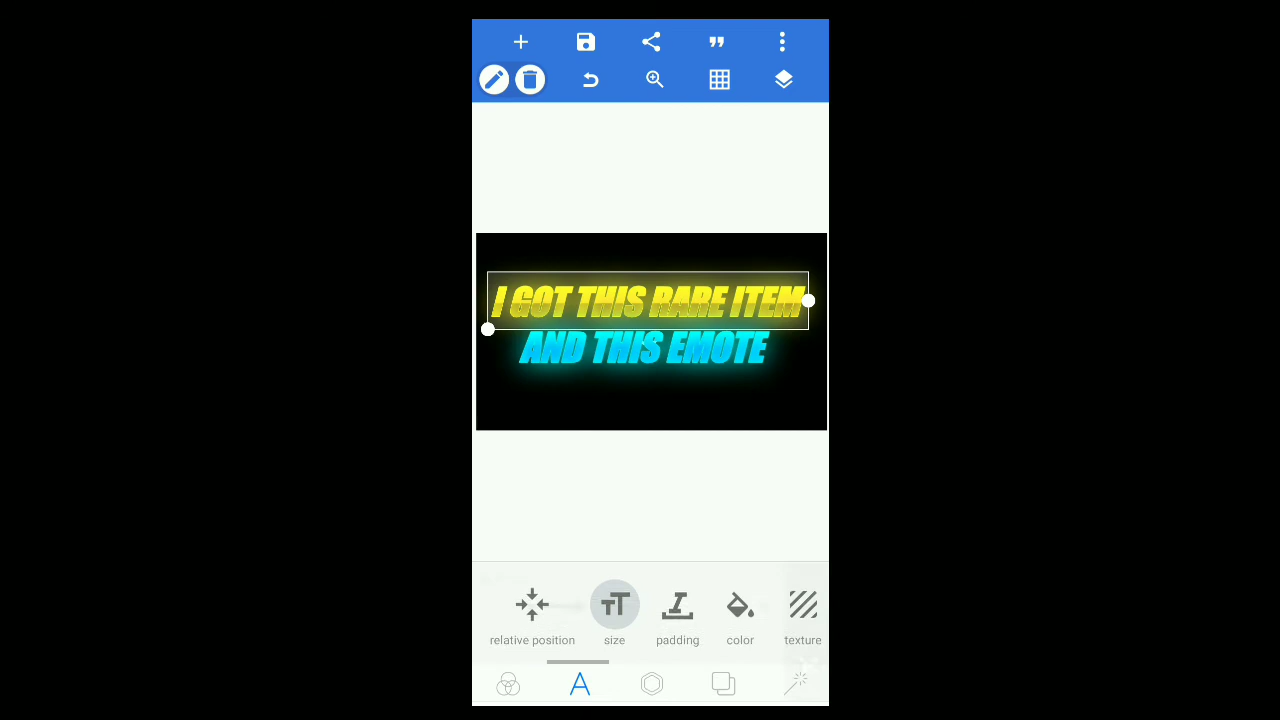 I GOT THIS RARE ITEM
AND THIS EMOTE
relative position size padding color texture